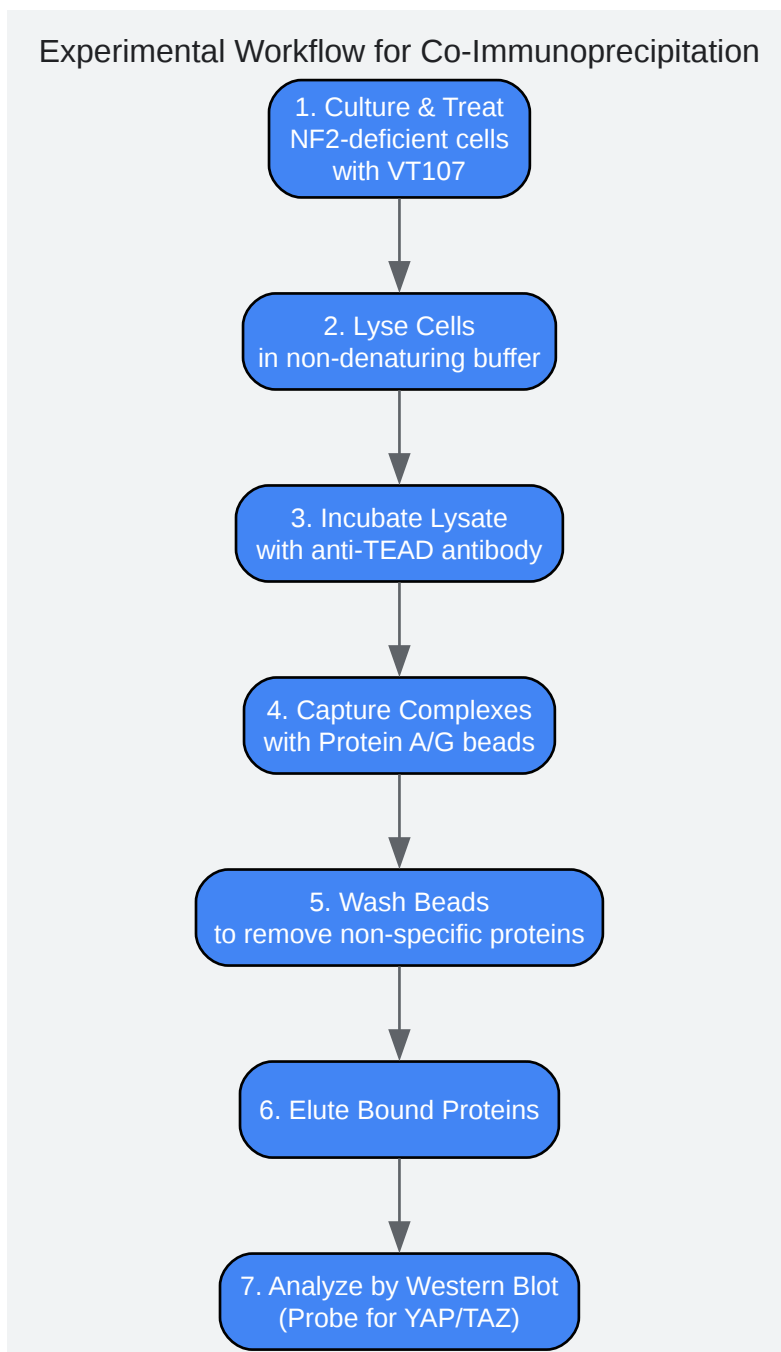 Experimental Workflow for Co-Immunoprecipitation
1. Culture & Treat
NF2-deficient cells
with VT107
2. Lyse Cells
in non-denaturing buffer
3. Incubate Lysate
with anti-TEAD antibody
4. Capture Complexes
with Protein A/G beads
5. Wash Beads
to remove non-specific proteins
6. Elute Bound Proteins
7. Analyze by Western Blot
(Probe for YAP/TAZ)